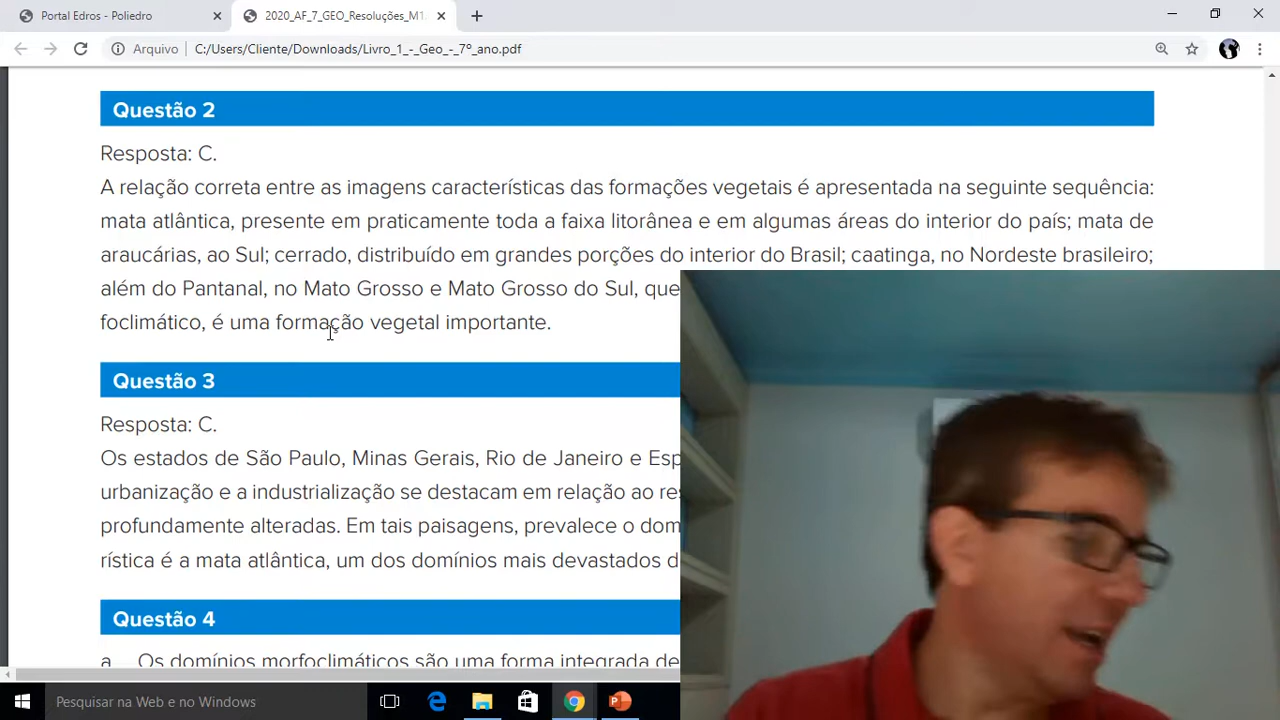 Portal Edros - Poliedro
2020_AF_7_GEO_Resoluções_M1
Arquivo
C:/Users/Cliente/Downloads/Livro_1_-_Geo_-_7º_ano.pdf
Questão 2
Resposta: C.
A relação correta entre as imagens características das formações vegetais é apresentada na seguinte sequência:
mata atlântica, presente em praticamente toda a faixa litorânea e em algumas áreas do interior do país; mata de
araucárias, ao Sul; cerrado, distribuído em grandes porções do interior do Brasil; caatinga, no Nordeste brasileiro;
além do Pantanal, no Mato Grosso e Mato Grosso do Sul, que
foclimático, é uma formação vegetal importante.
Questão 3
Resposta: C.
Os estados de São Paulo, Minas Gerais, Rio de Janeiro e Esp
urbanização e a industrialização se destacam em relação ao re
profundamente alteradas. Em tais paisagens, prevalece o dom
rística é a mata atlântica, um dos domínios mais devastados d
Questão 4
a Os domínios morfoclimáticos são uma forma integrada de
Pesquisar na Web e no Windows